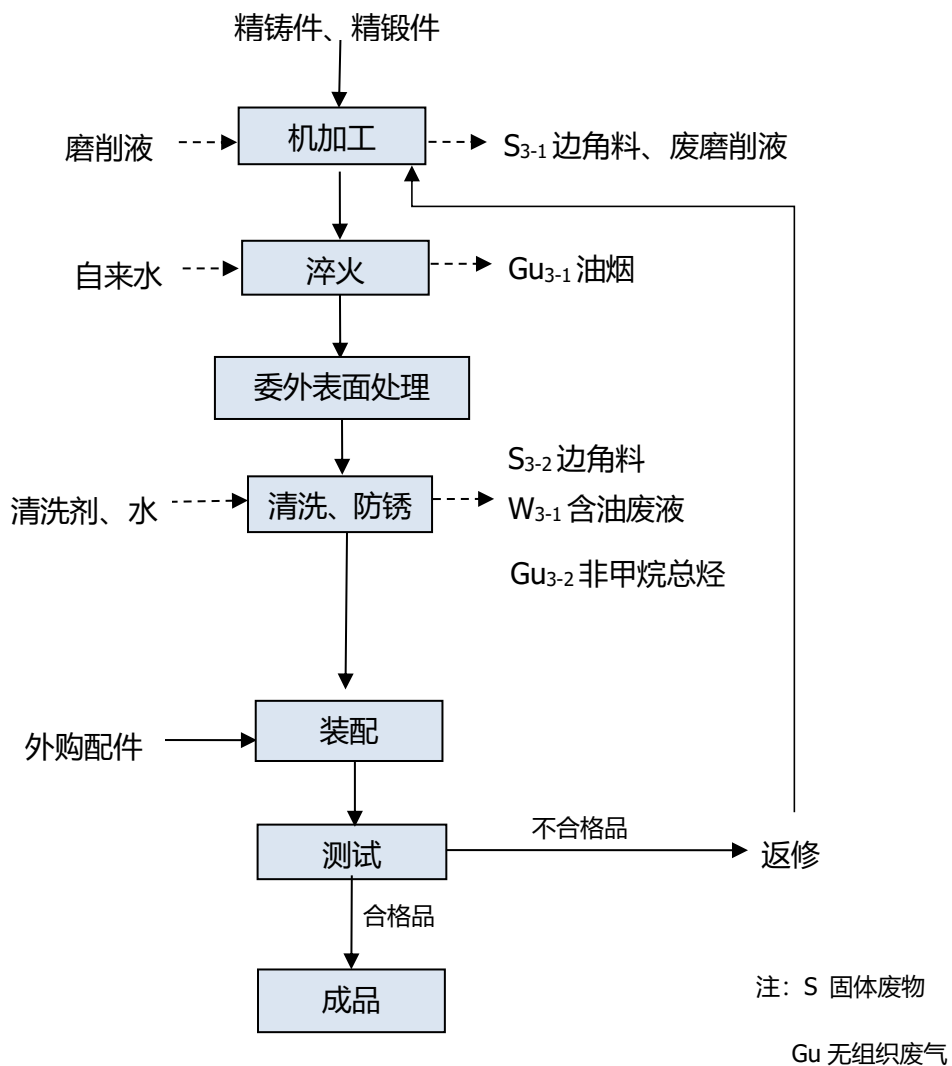 精铸件、精锻件
磨削液
机加工
S3-1 边角料、废磨削液
自来水
淬火
Gu3-1 油烟
委外表面处理
S3-2 边角料
清洗剂、水
清洗、防锈
W3-1 含油废液
Gu3-2 非甲烷总烃
外购配件
装配
测试
不合格品
返修
合格品
成品
注：S 固体废物
Gu 无组织废气